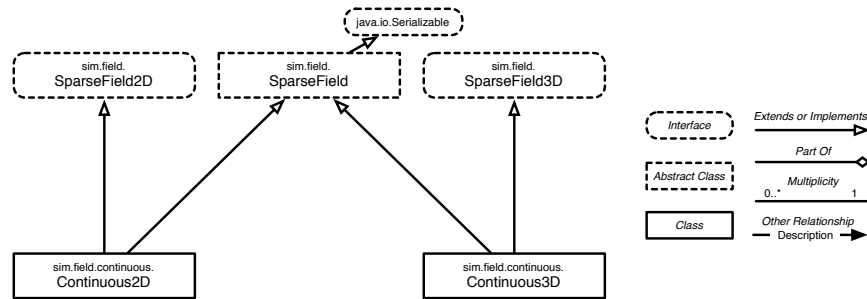 java.io.Serializable
sim.field.
SparseField2D
sim.field.
SparseField
sim.field.
SparseField3D
sim.field.continuous.
Continuous2D
sim.field.continuous.
Continuous3D
Interface
Extends or Implements
Part Of
Abstract Class
Multiplicity
0..* 1
Class
Other Relationship
Description